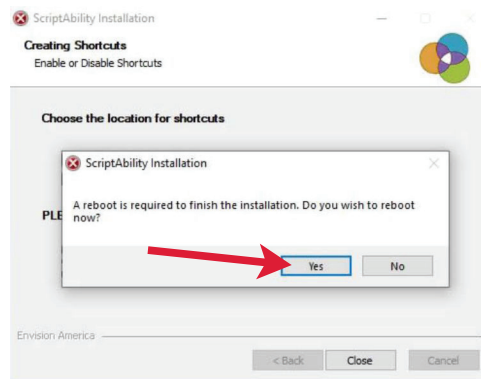 ScriptAbility Installation
Creating Shortcuts
Enable or Disable Shortcuts
Choose the location for shortcuts
ScriptAbility Installation
A reboot is required to finish the installation. Do you wish to reboot
now?
PLE
Yes No
Envision America
< Back Close Cancel